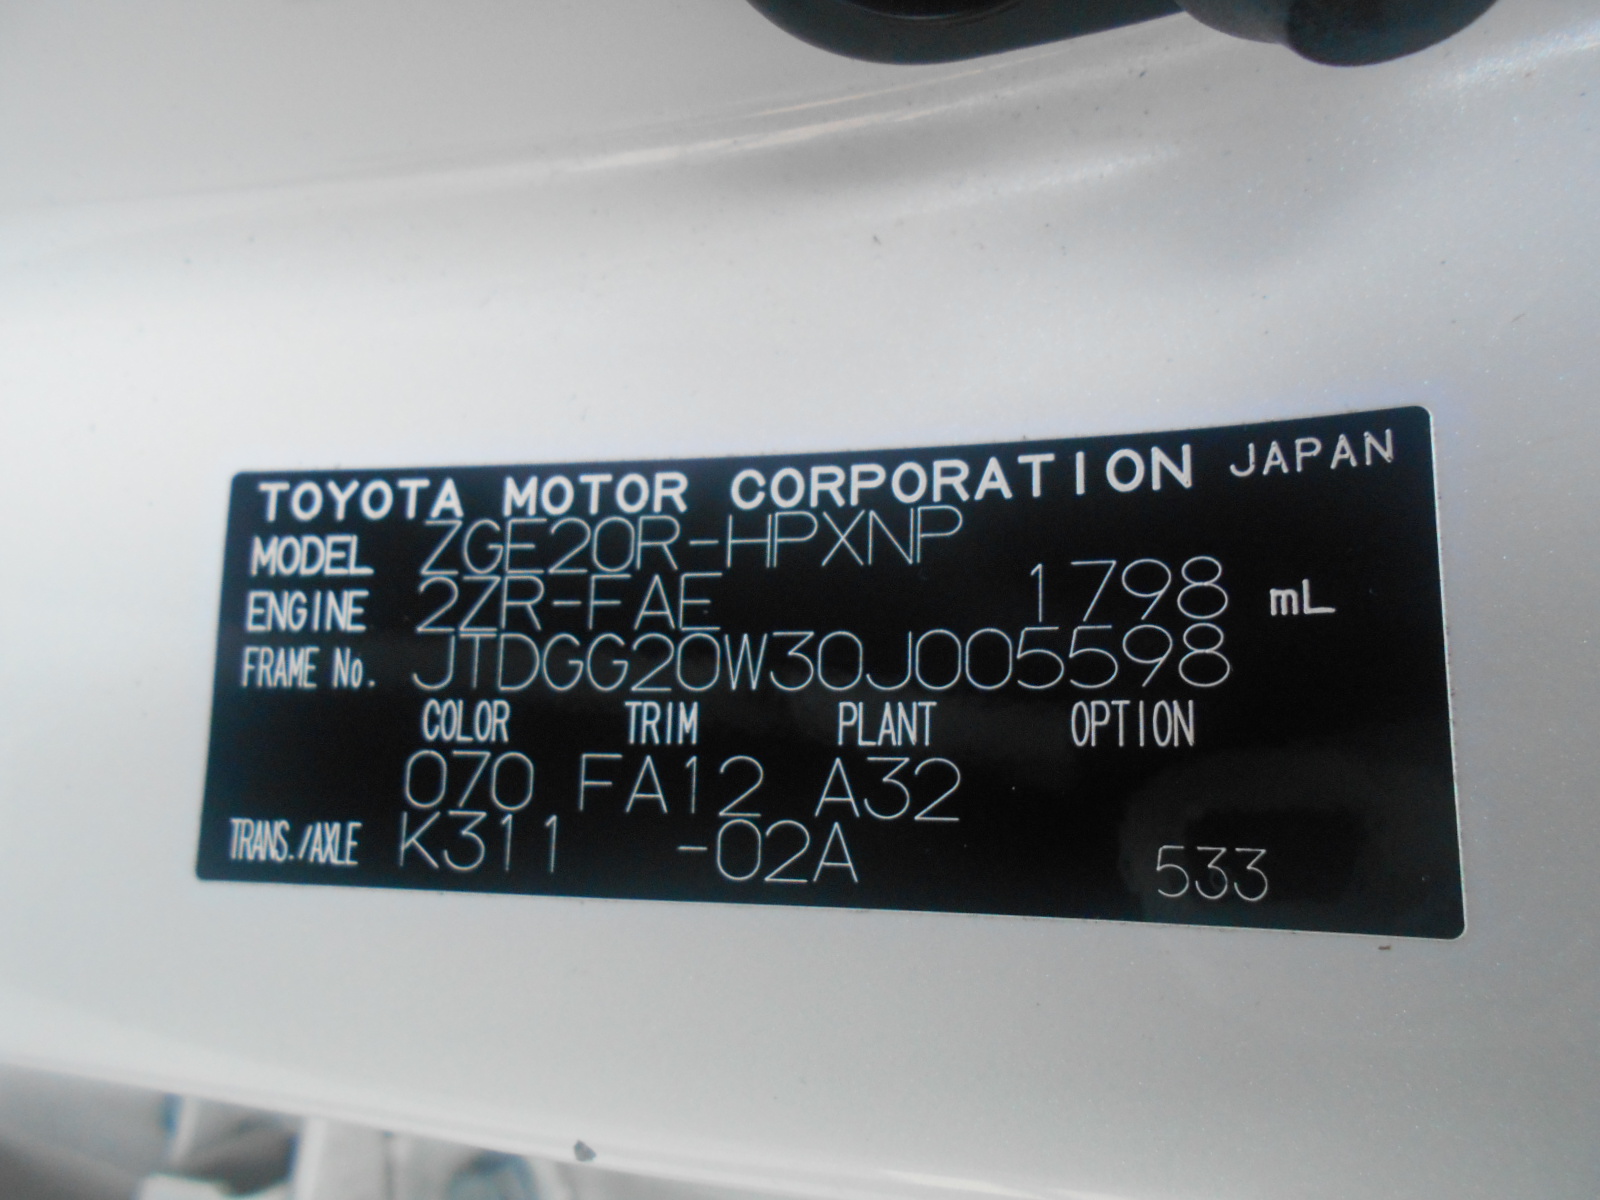 TOYOTA MOTOR CORPORATION JAPAN
MODEL ZGE20R-HPXNP
ENGINE 2ZR-FAE 1798 mL
FRAME No. JTDGG20W30J005598
COLOR TRIM PLANT OPTION
070 FA12 A32
TRANS./AXLE K311 -02A 533